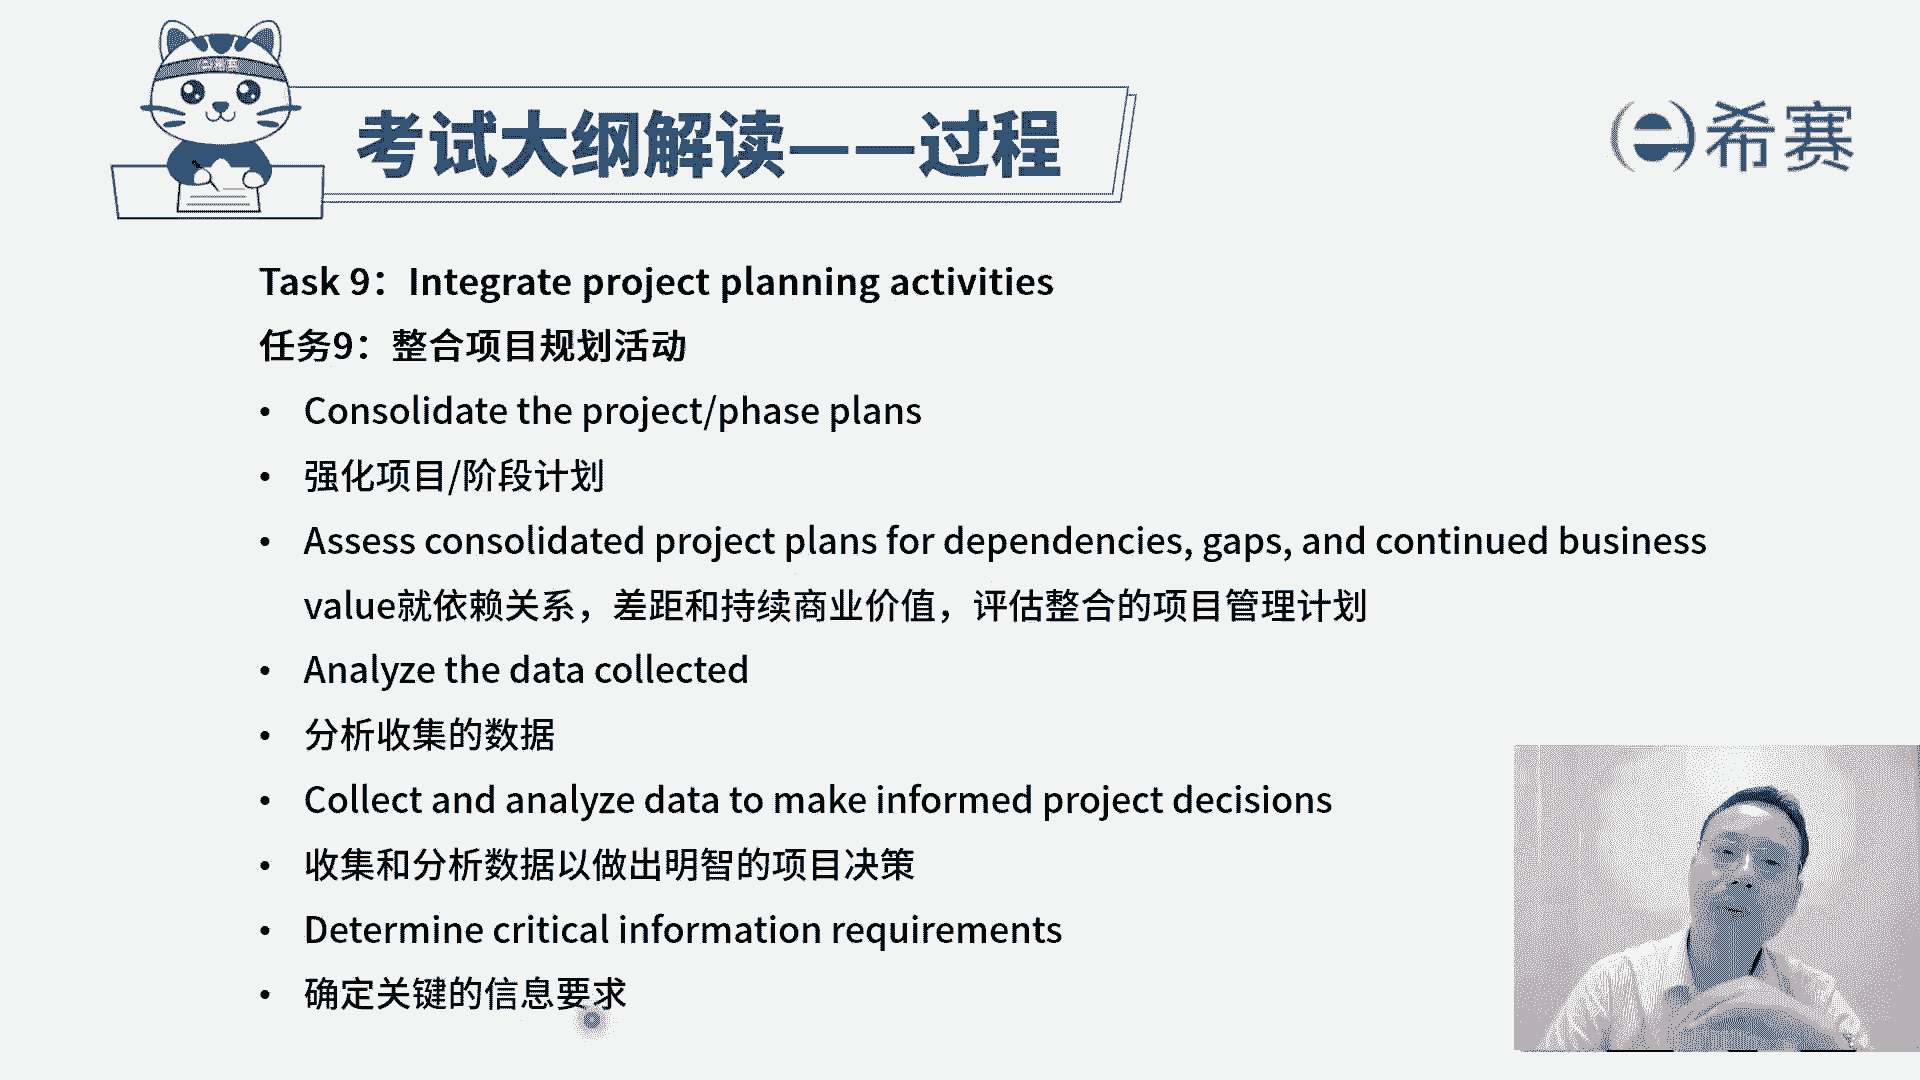 考试大纲解读——过程
希赛
Task 9：Integrate project planning activities
任务9：整合项目规划活动
• Consolidate the project/phase plans
• 强化项目/阶段计划
• Assess consolidated project plans for dependencies, gaps, and continued business
value就依赖关系，差距和持续商业价值，评估整合的项目管理计划
• Analyze the data collected
• 分析收集的数据
• Collect and analyze data to make informed project decisions
• 收集和分析数据以做出明智的项目决策
• Determine critical information requirements
• 确定关键的信息要求